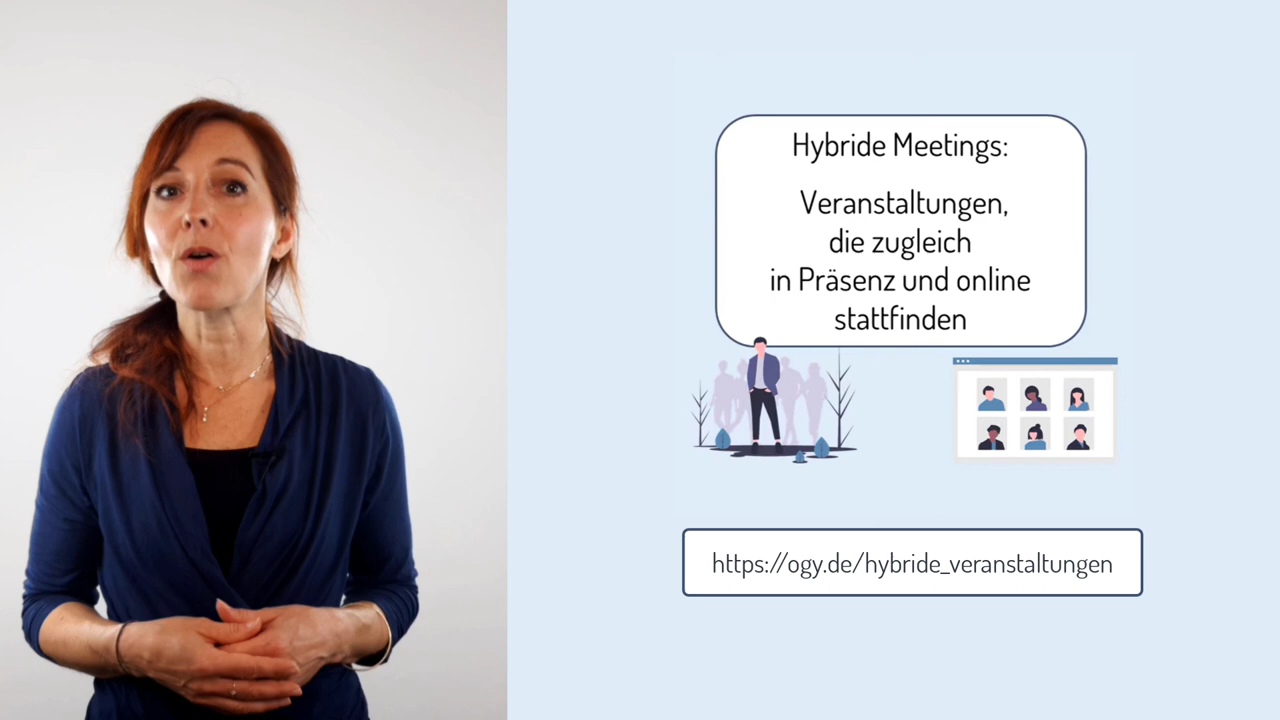 Hybride Meetings:
Veranstaltungen,
die zugleich
in Präsenz und online
stattfinden
https://ogy.de/hybride_veranstaltungen